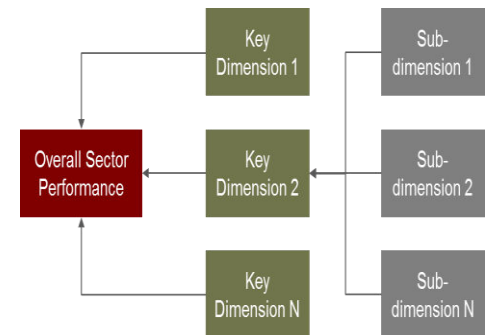 Key
Dimension 1
Sub-
dimension 1
Overall Sector
Performance
Key
Dimension 2
Sub-
dimension 2
Key
Dimension N
Sub-
dimension N